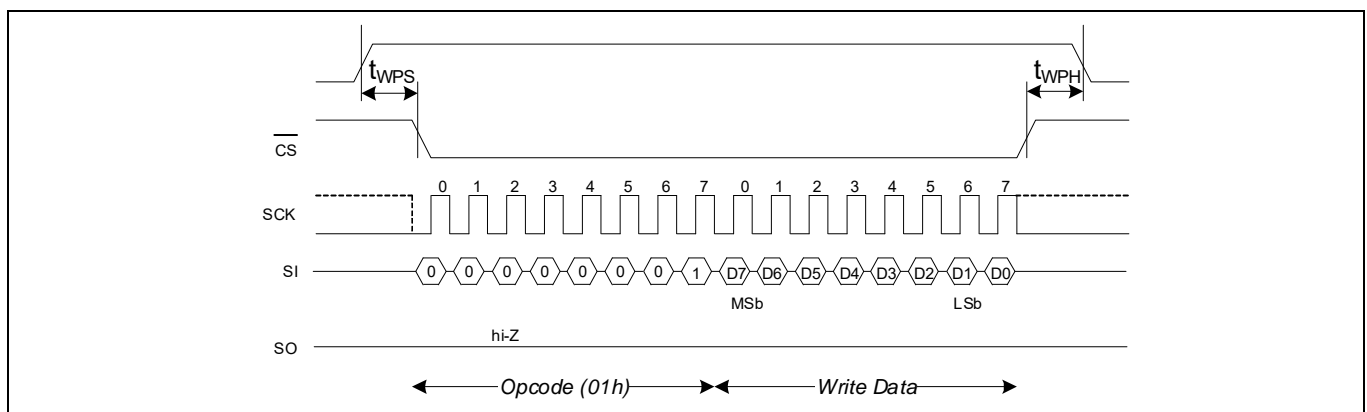 tWPS tWPH
CS
0 1 2 3 4 5 6 7 0 1 2 3 4 5 6 7
SCK
SI 0 0 0 0 0 0 0 1 D7 D6 D5 D4 D3 D2 D1 D0
MSb LSb
hi-Z
SO
Opcode (01h) Write Data